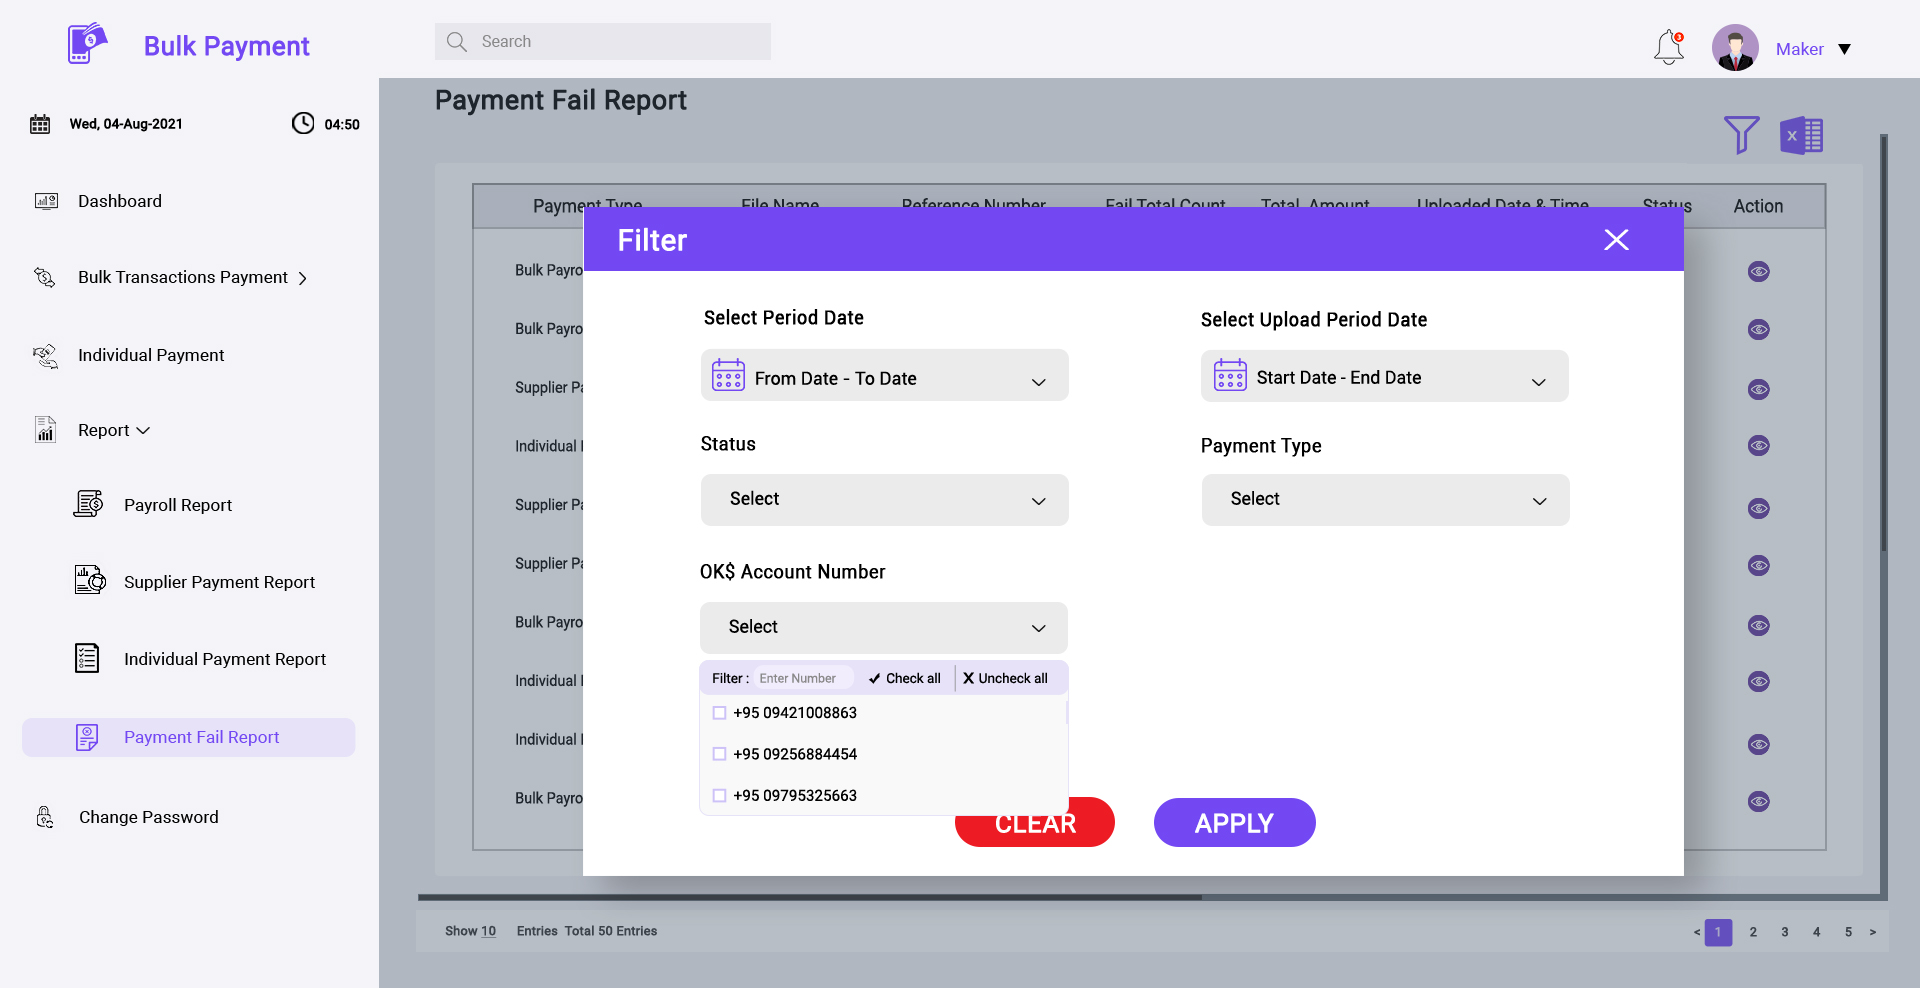 Bulk Payment
Search
3
Maker
Wed, 04-Aug-2021
04:50
Dashboard
Bulk Transactions Payment
Individual Payment
Report
Payroll Report
Supplier Payment Report
Individual Payment Report
Payment Fail Report
Change Password
Payment Fail Report
X
Payment Type File Name Reference Number Fail Total Count Total Amount Uploaded Date & Time Status Action
Bulk Payro
Bulk Payro
Supplier Pa
Individual
Supplier Pa
Supplier Pa
Bulk Payro
Individual
Individual
Bulk Payro
Filter
Select Period Date
From Date - To Date
Select Upload Period Date
Start Date - End Date
Status
Select
Payment Type
Select
OK$ Account Number
Select
Filter : Enter Number Check all X Uncheck all
+95 09421008863
+95 09256884454
+95 09795325663
CLEAR APPLY
Show 10 Entries Total 50 Entries
< 1 2 3 4 5 >